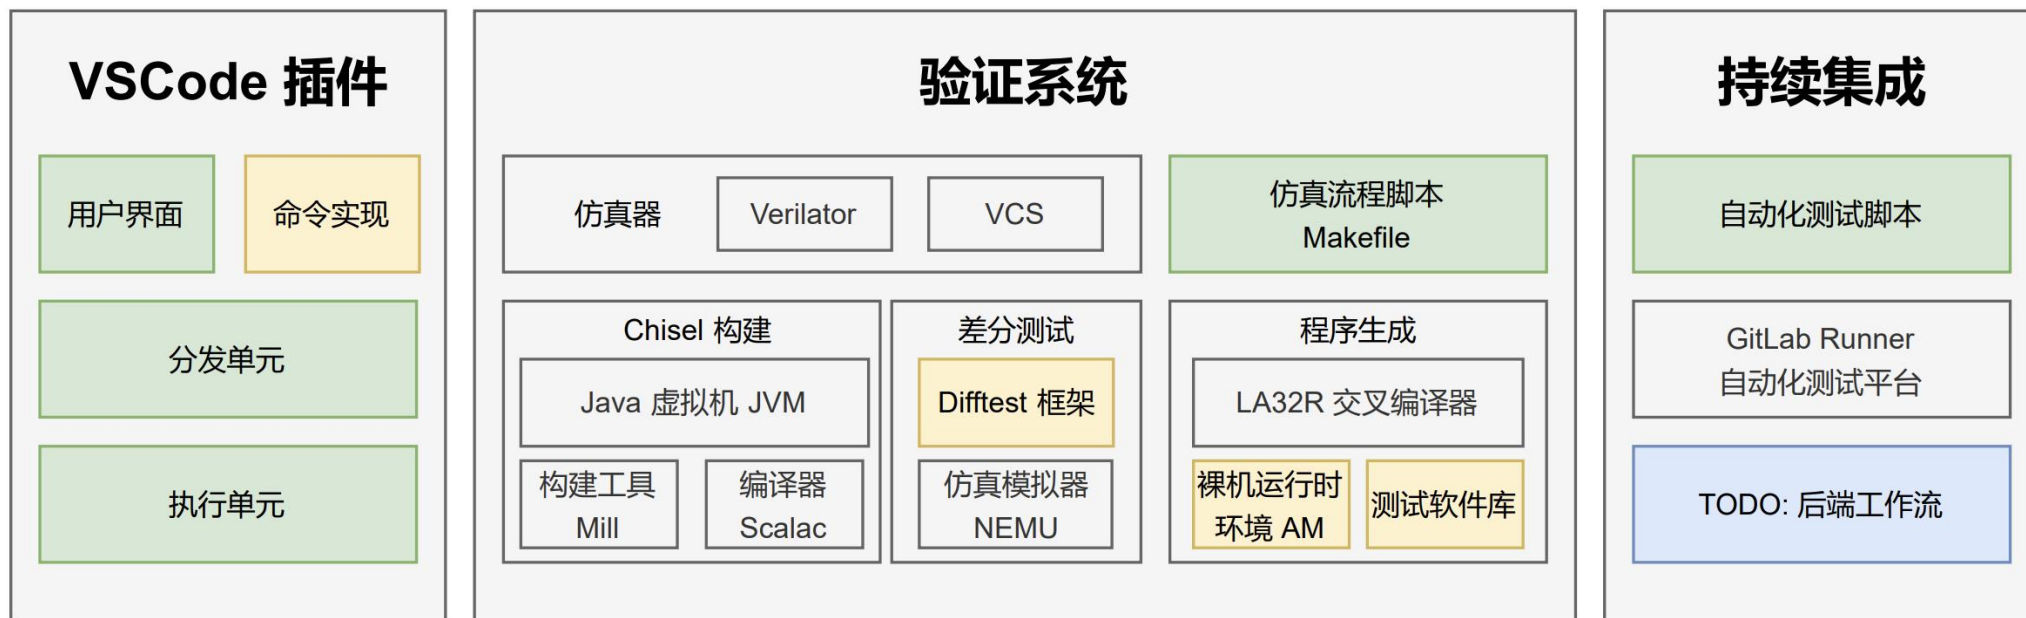 VSCode 插件
用户界面
命令实现
分发单元
执行单元
验证系统
仿真器
Verilator
VCS
仿真流程脚本
Makefile
Chisel 构建
Java 虚拟机 JVM
构建工具
Mill
编译器
Scalac
差分测试
Difftest 框架
仿真模拟器
NEMU
程序生成
LA32R 交叉编译器
裸机运行时
环境 AM
测试软件库
持续集成
自动化测试脚本
GitLab Runner
自动化测试平台
TODO: 后端工作流